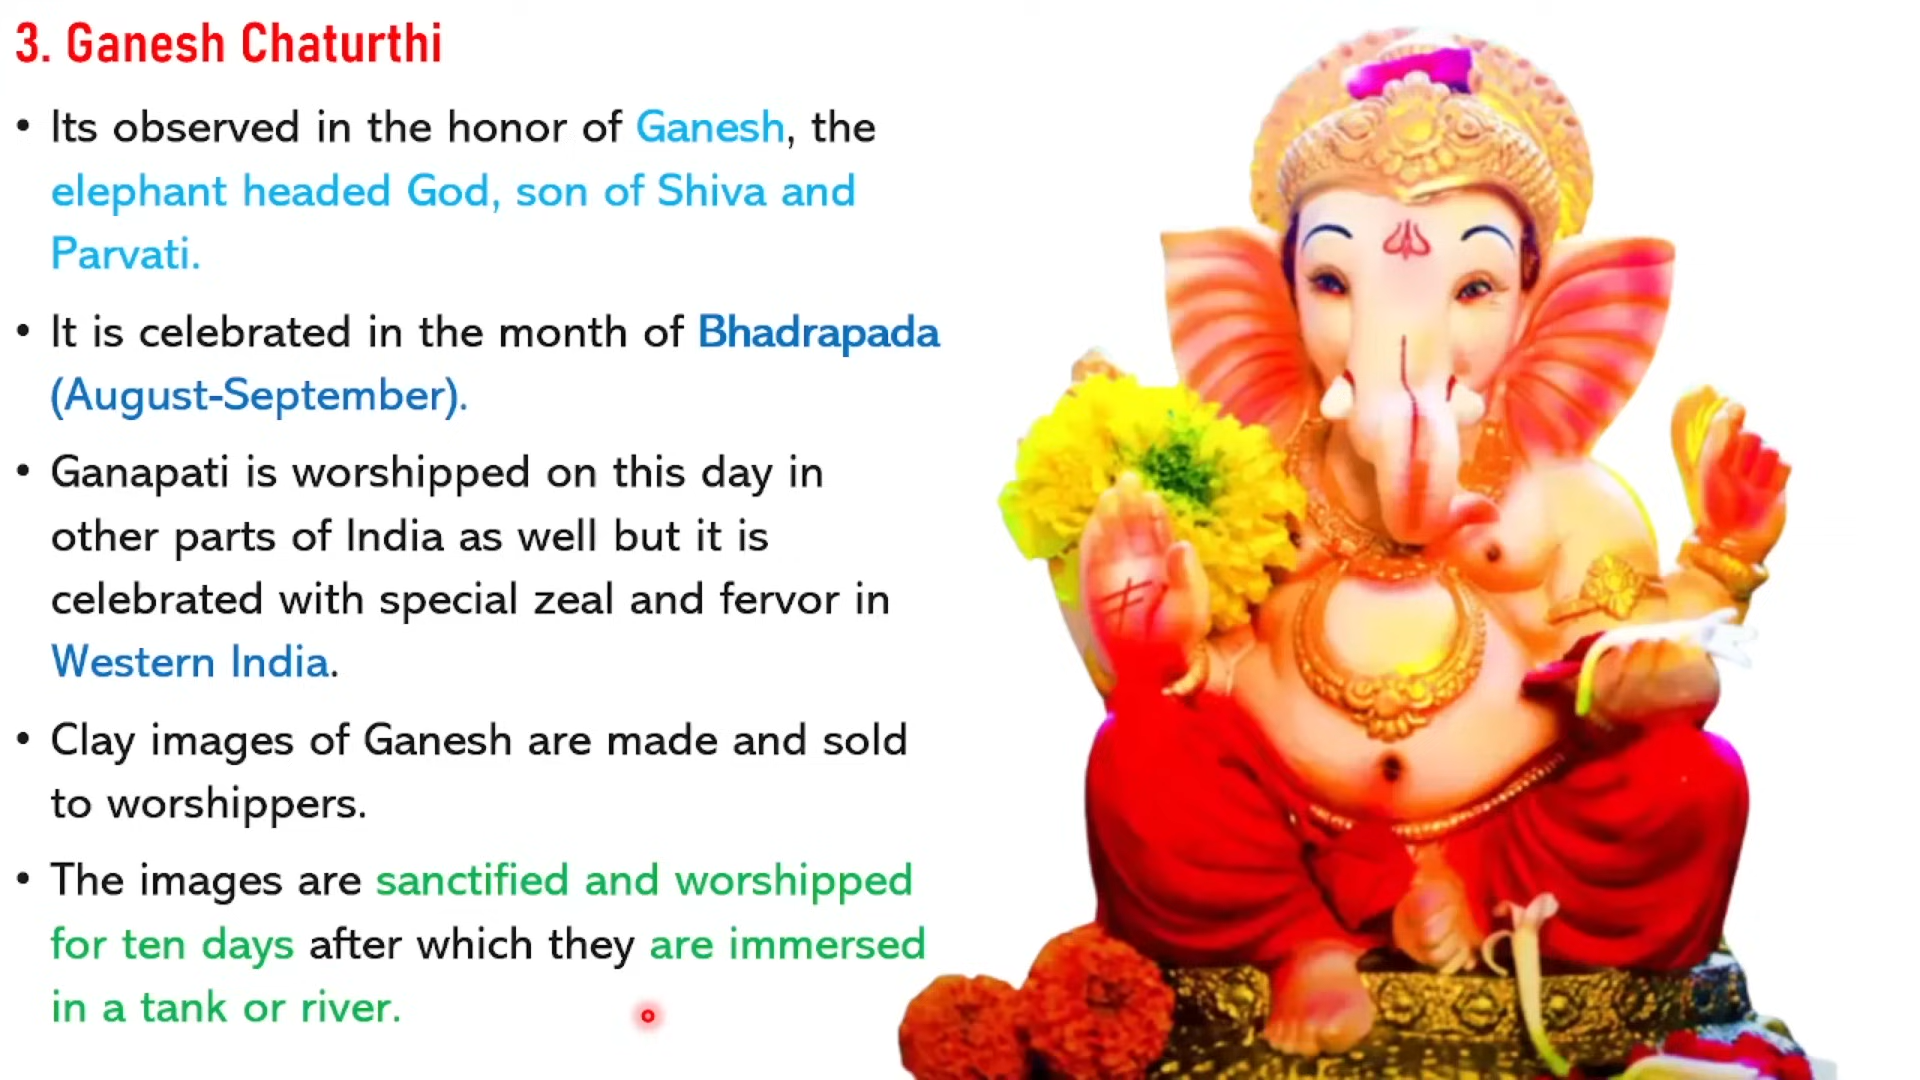 3. Ganesh Chaturthi
• Its observed in the honor of Ganesh, the
elephant headed God, son of Shiva and
Parvati.
• It is celebrated in the month of Bhadrapada
(August-September).
• Ganapati is worshipped on this day in
other parts of India as well but it is
celebrated with special zeal and fervor in
Western India.
• Clay images of Ganesh are made and sold
to worshippers.
• The images are sanctified and worshipped
for ten days after which they are immersed
in a tank or river.